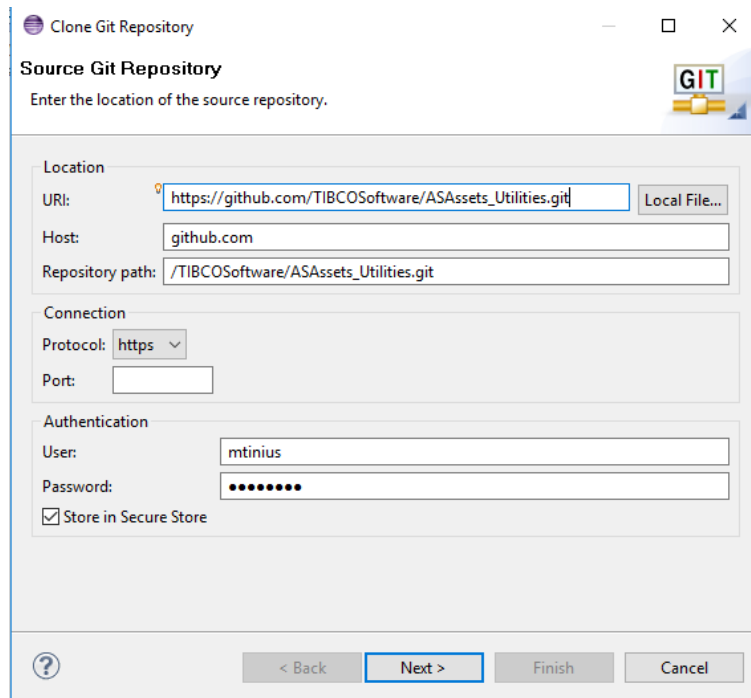 Clone Git Repository
Source Git Repository
Enter the location of the source repository.
GIT
Location
URI: https://github.com/TIBCOSoftware/ASAssets_Utilities.git Local File...
Host: github.com
Repository path: /TIBCOSoftware/ASAssets_Utilities.git
Connection
Protocol: https
Port:
Authentication
User: mtinius
Password: ●●●●●●●●
Store in Secure Store
? < Back Next > Finish Cancel